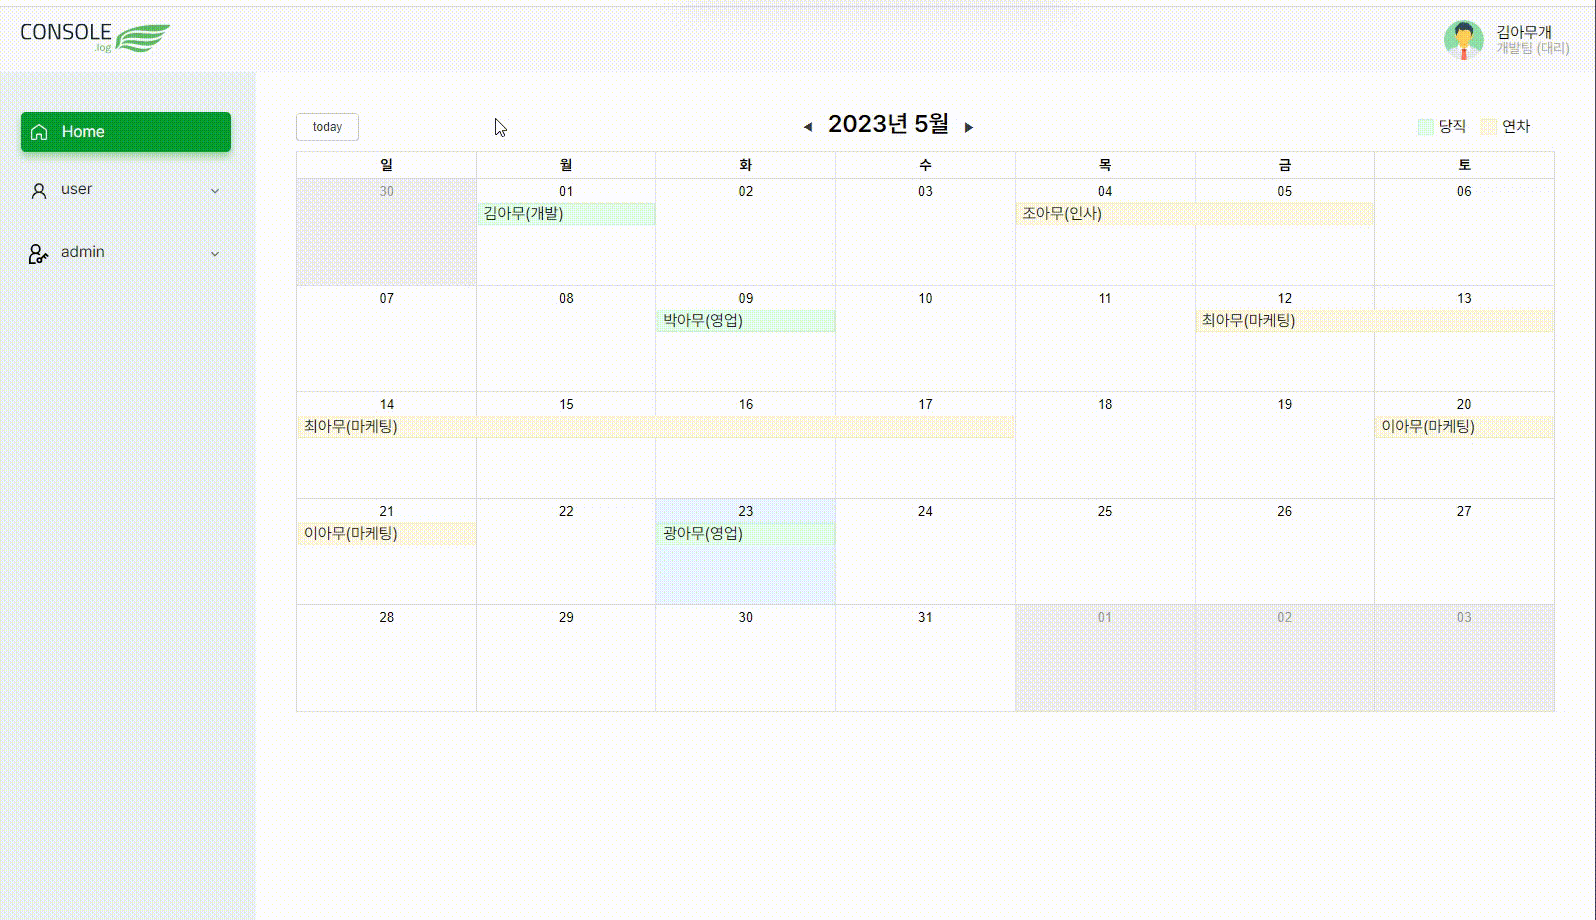 CONSOLE
.log
김아무개
개발팀 (대리)
Home
user
admin
today
◀ 2023년 5월 ▶
당직 연차
일 월 화 수 목 금 토
30 01 02 03 04 05 06
김아무(개발) 조아무(인사)
07 08 09 10 11 12 13
박아무(영업) 최아무(마케팅)
14 15 16 17 18 19 20
최아무(마케팅) 이아무(마케팅)
21 22 23 24 25 26 27
이아무(마케팅) 광아무(영업)
28 29 30 31 01 02 03